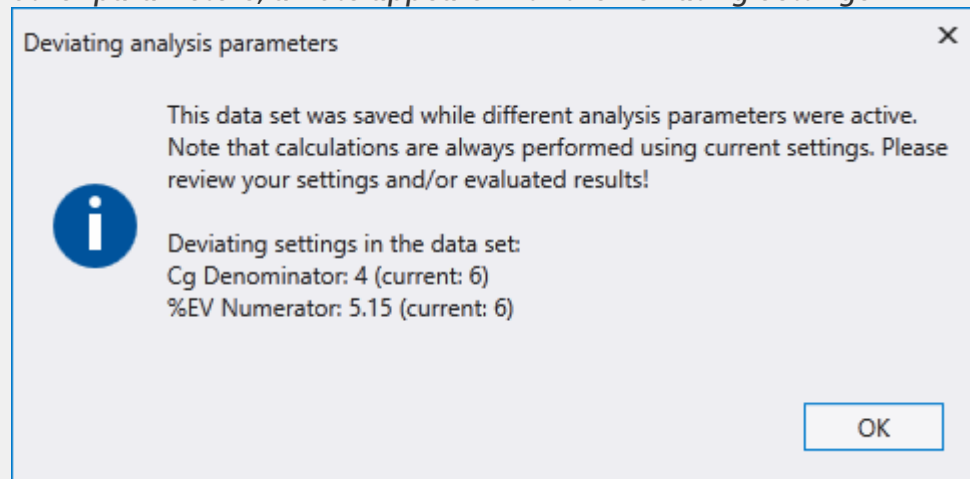 Deviating analysis parameters
This data set was saved while different analysis parameters were active.
Note that calculations are always performed using current settings. Please
review your settings and/or evaluated results!
Deviating settings in the data set:
Cg Denominator: 4 (current: 6)
%EV Numerator: 5.15 (current: 6)
OK